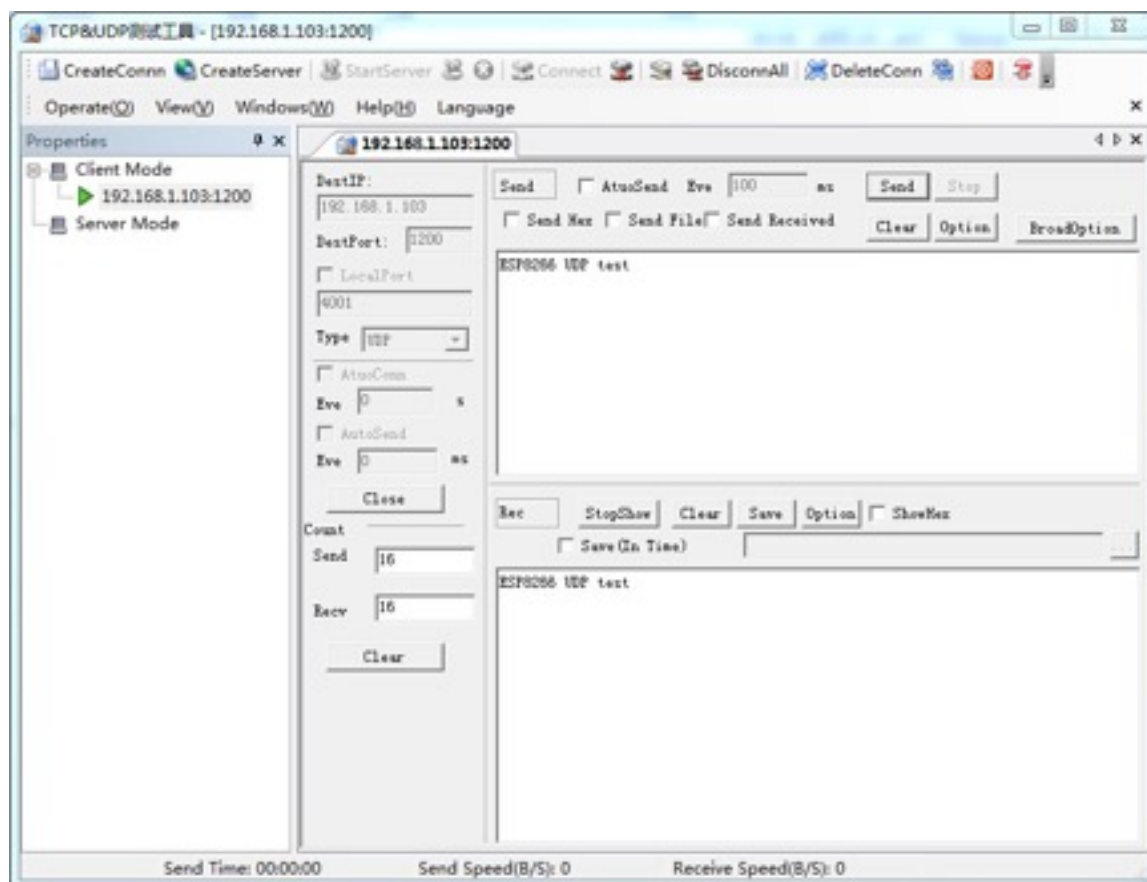 TCP&UDP测试工具 - [192.168.1.103:1200]
CreateConnn CreateServer StartServer Connect DisconnAll DeleteConn
Operate(O) View(V) Windows(W) Help(H) Language
Properties
192.168.1.103:1200
Client Mode
192.168.1.103:1200
Server Mode
DestIP:
192.168.1.103
DestPort: 1200
LocalPort
4001
Type UDP
AtuoConn
Eve 0 s
AutoSend
Eve 0 ms
Close
Count
Send 16
Recv 16
Clear
Send AtuoSend Eve 100 ms Send Stop
Send Hex Send File Send Received Clear Option BroadOption
ESP8266 UDP test
Rec StopShow Clear Save Option ShowHex
Save(In Time) ...
ESP8266 UDP test
Send Time: 00:00:00 Send Speed(B/S): 0 Receive Speed(B/S): 0